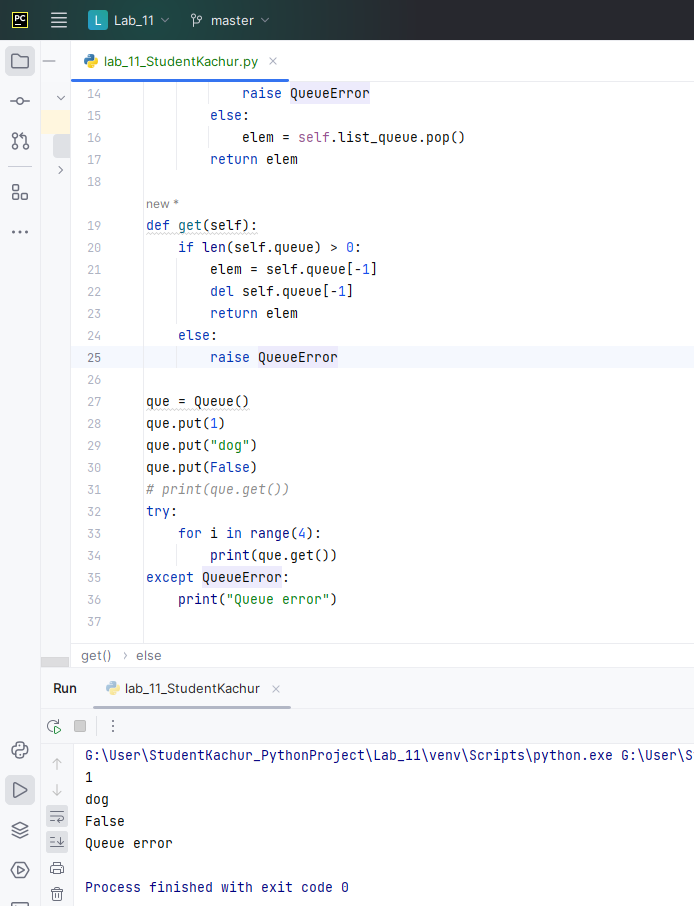 PC
L Lab_11 master
lab_11_StudentKachur.py
14 raise QueueError
15 else:
16 elem = self.list_queue.pop()
17 return elem
18
new *
19 def get(self):
20 if len(self.queue) > 0:
21 elem = self.queue[-1]
22 del self.queue[-1]
23 return elem
24 else:
25 raise QueueError
26
27 que = Queue()
28 que.put(1)
29 que.put("dog")
30 que.put(False)
31 # print(que.get())
32 try:
33 for i in range(4):
34 print(que.get())
35 except QueueError:
36 print("Queue error")
37
get() › else
Run lab_11_StudentKachur
G:\User\StudentKachur_PythonProject\Lab_11\venv\Scripts\python.exe G:\User\S
1
dog
False
Queue error
Process finished with exit code 0